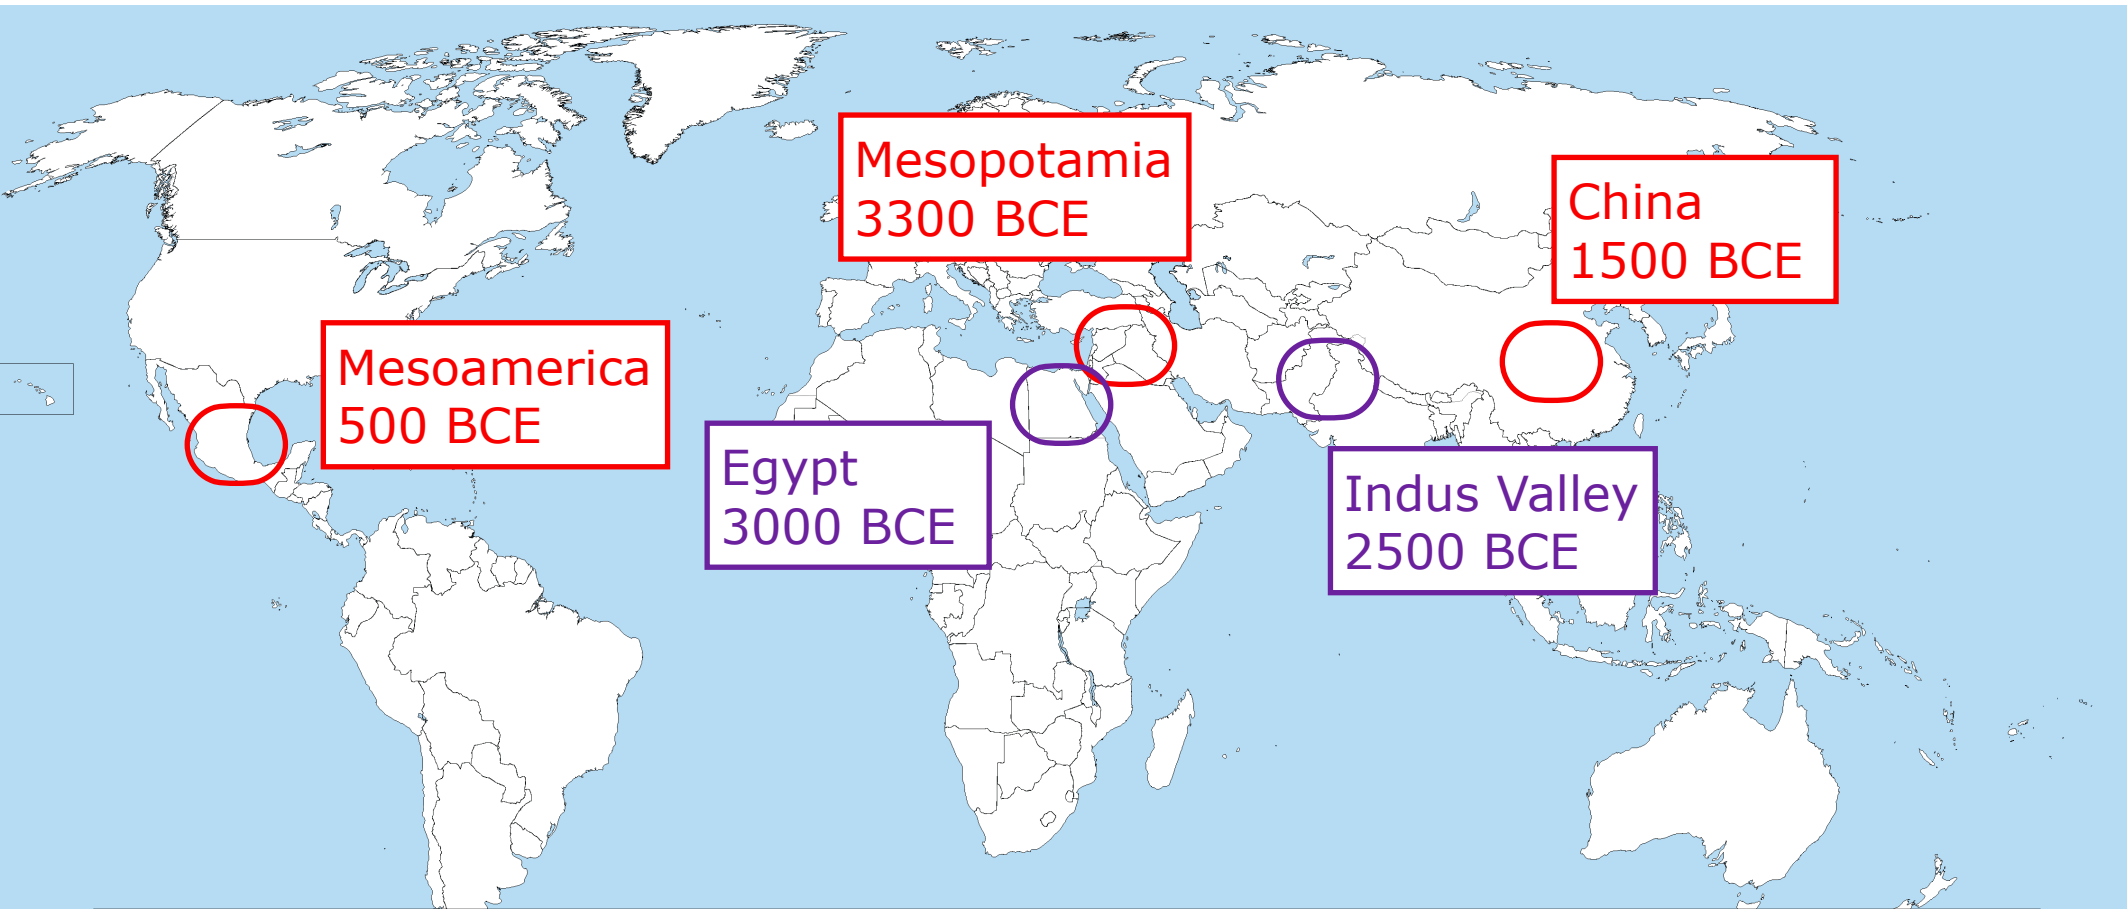 Mesopotamia
3300 BCE
China
1500 BCE
Mesoamerica
500 BCE
Egypt
3000 BCE
Indus Valley
2500 BCE